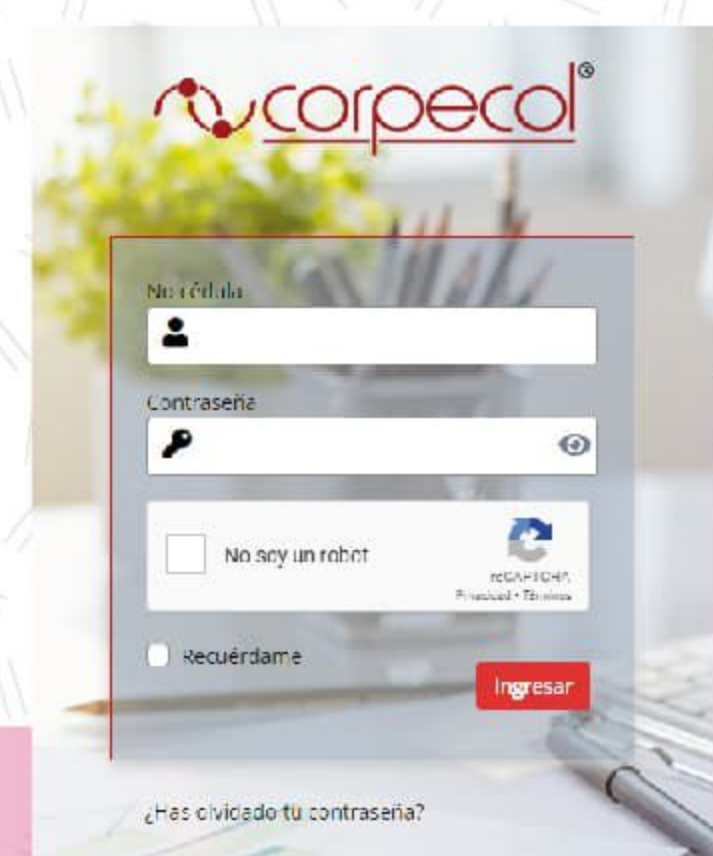 corpecol®
No cédula
Contraseña
No soy un robot
reCAPTCHA
Privacidad • Términos
Recuérdame
Ingresar
¿Has olvidado tu contraseña?